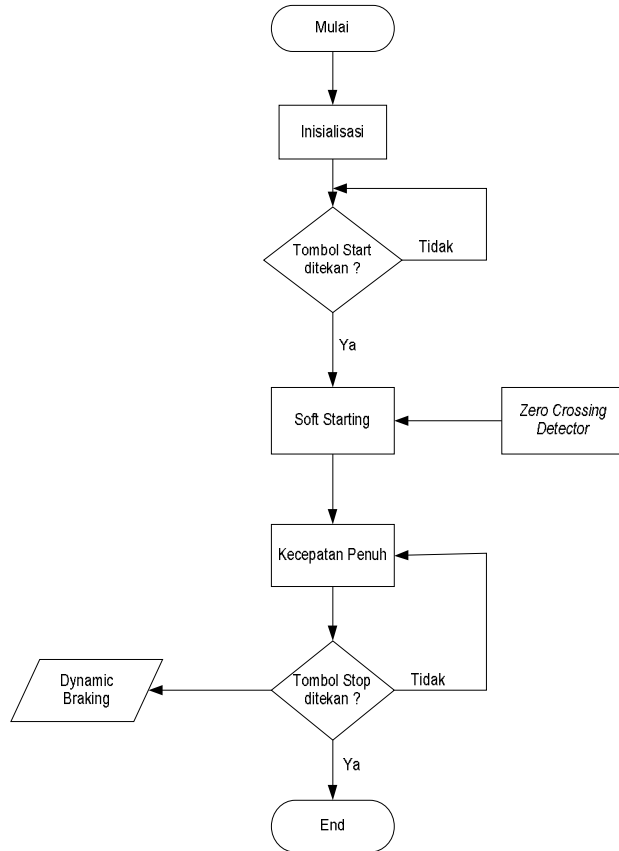 Mulai
Inisialisasi
Tombol Start
ditekan ?
Tidak
Ya
Soft Starting
Zero Crossing
Detector
Kecepatan Penuh
Dynamic
Braking
Tombol Stop
ditekan ?
Tidak
Ya
End